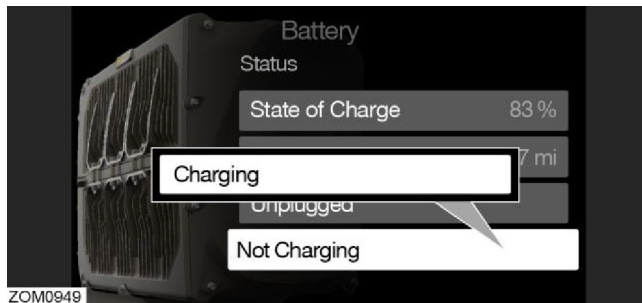 Battery
Status
State of Charge 83 %
7 mi
Charging
Unplugged
Not Charging
ZOM0949